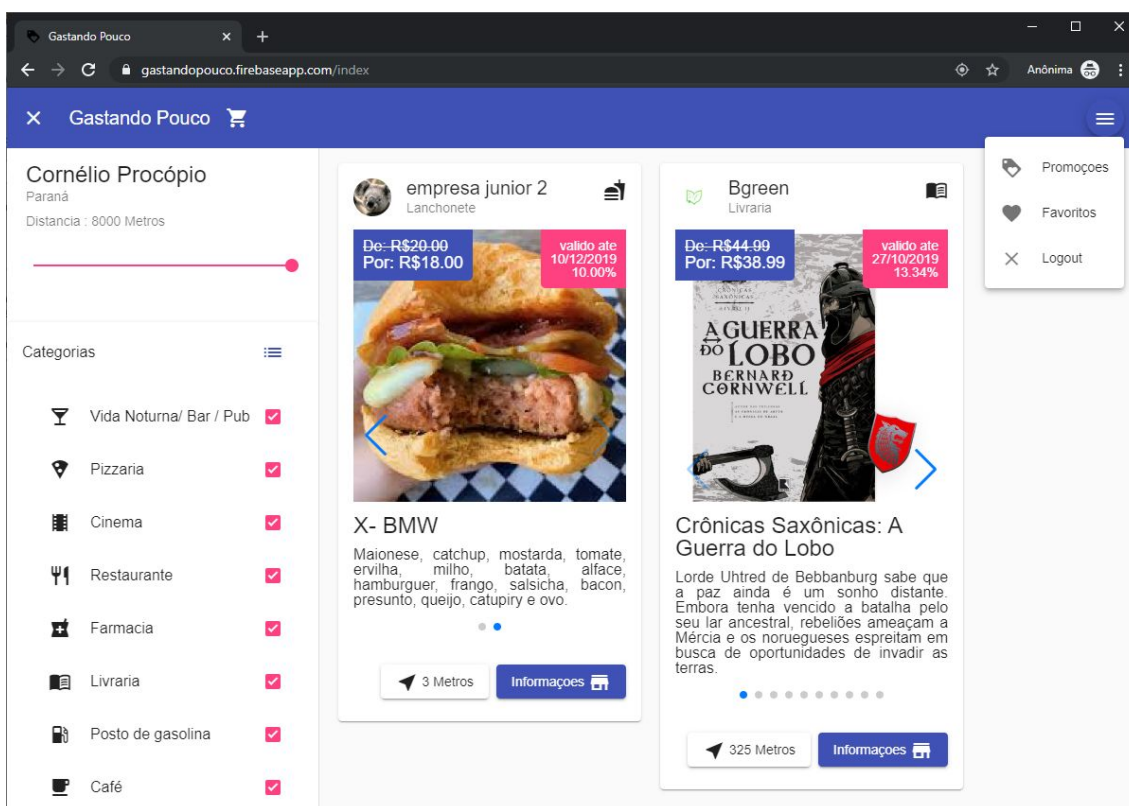 Gastando Pouco
gastandopouco.firebaseapp.com/index
Anônima
Gastando Pouco
Promoçoes
Favoritos
Logout
Cornélio Procópio
Paraná
Distancia : 8000 Metros
Categorias
Vida Noturna/ Bar / Pub
Pizzaria
Cinema
Restaurante
Farmacia
Livraria
Posto de gasolina
Café
empresa junior 2
Lanchonete
De: R$20.00
Por: R$18.00
valido ate
10/12/2019
10.00%
X- BMW
Maionese, catchup, mostarda, tomate,
ervilha, milho, batata, alface,
hamburguer, frango, salsicha, bacon,
presunto, queijo, catupiry e ovo.
3 Metros
Informaçoes
Bgreen
Livraria
De: R$44.99
Por: R$38.99
valido ate
27/10/2019
13.34%
CRÔNICAS
SAXÔNICAS
A GUERRA
DO LOBO
BERNARD
CORNWELL
Crônicas Saxônicas: A
Guerra do Lobo
Lorde Uhtred de Bebbanburg sabe que
a paz ainda é um sonho distante.
Embora tenha vencido a batalha pelo
seu lar ancestral, rebeliões ameaçam a
Mércia e os noruegueses espreitam em
busca de oportunidades de invadir as
terras.
325 Metros
Informaçoes